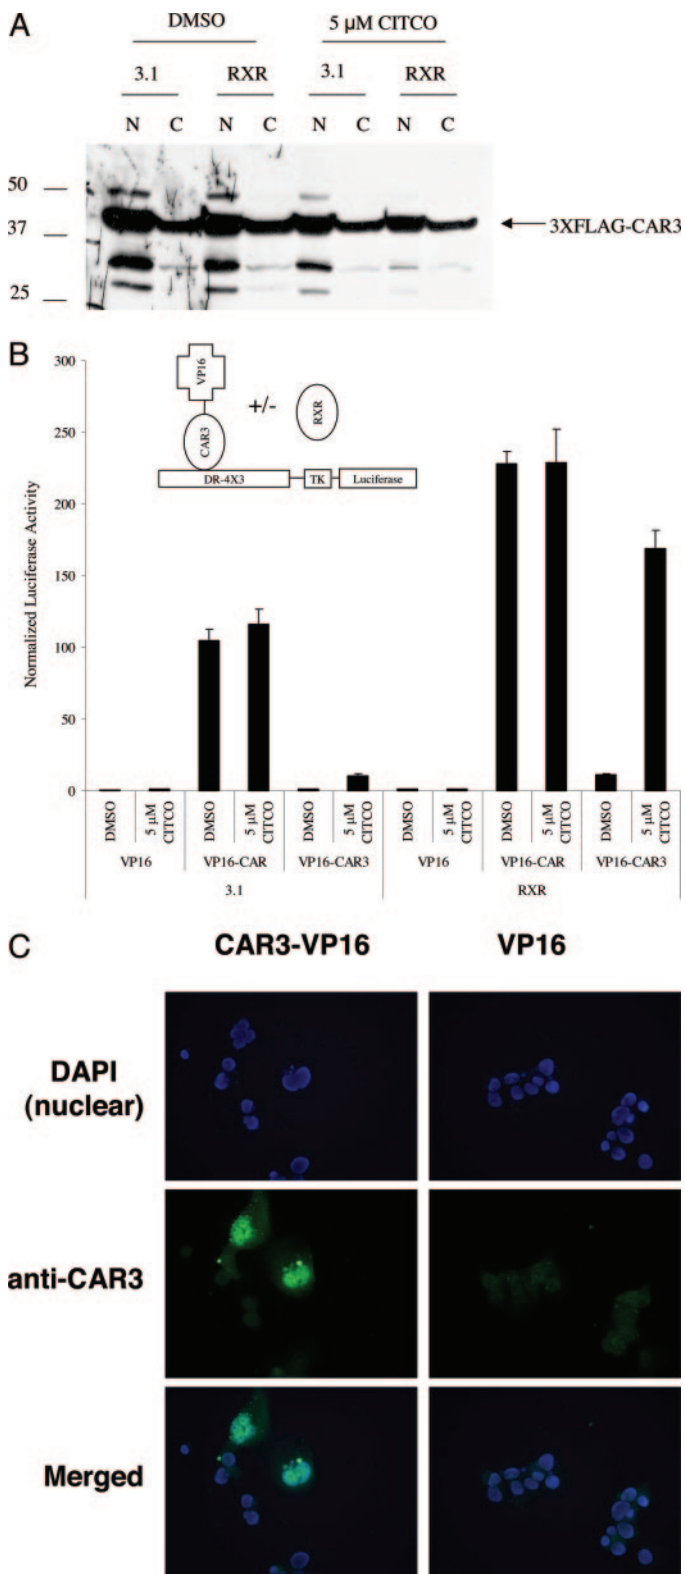 A
DMSO 5 µM CITCO
3.1 RXR 3.1 RXR
N C N C N C N C
50
37
25
3XFLAG-CAR3
B
300
250
200
150
100
50
0
Normalized Luciferase Activity
VP16
CAR3
+/-
RXR
DR-4X3 TK Luciferase
DMSO 5 µM CITCO DMSO 5 µM CITCO DMSO 5 µM CITCO DMSO 5 µM CITCO DMSO 5 µM CITCO DMSO 5 µM CITCO
VP16 VP16-CAR VP16-CAR3 VP16 VP16-CAR VP16-CAR3
3.1 RXR
C
CAR3-VP16 VP16
DAPI
(nuclear)
anti-CAR3
Merged